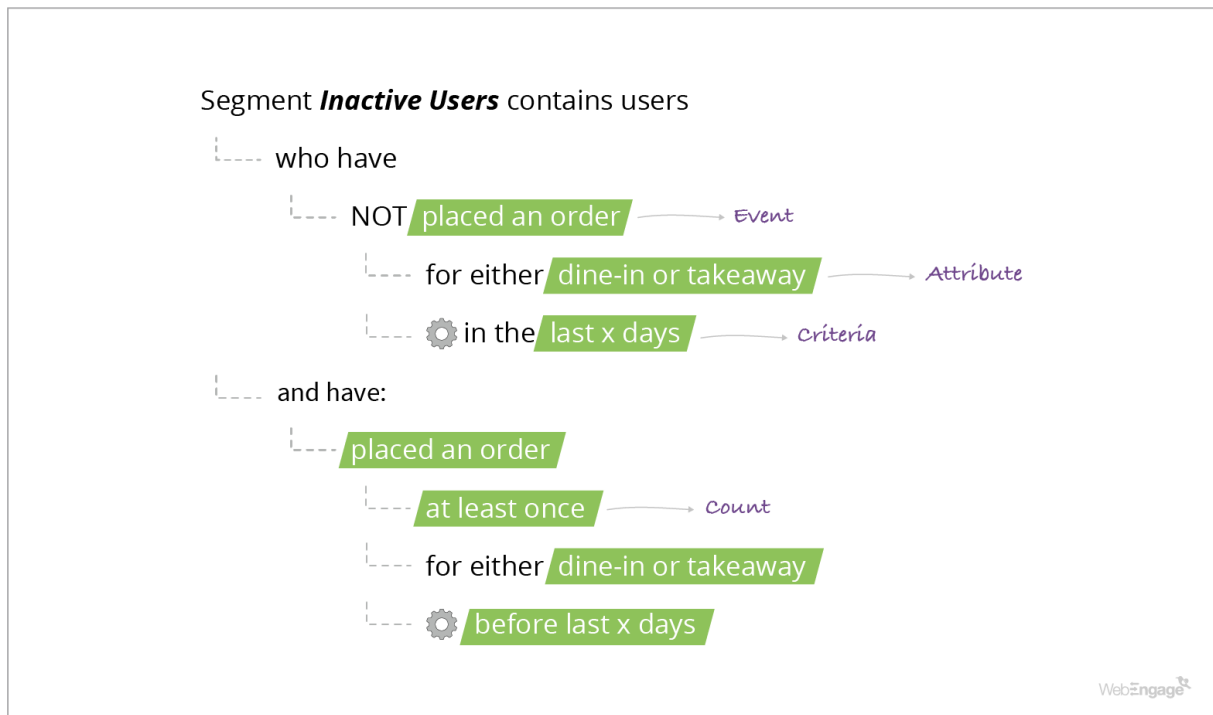 Segment Inactive Users contains users
who have
NOT placed an order Event
for either dine-in or takeaway Attribute
in the last x days Criteria
and have:
placed an order
at least once Count
for either dine-in or takeaway
before last x days
WebEngage